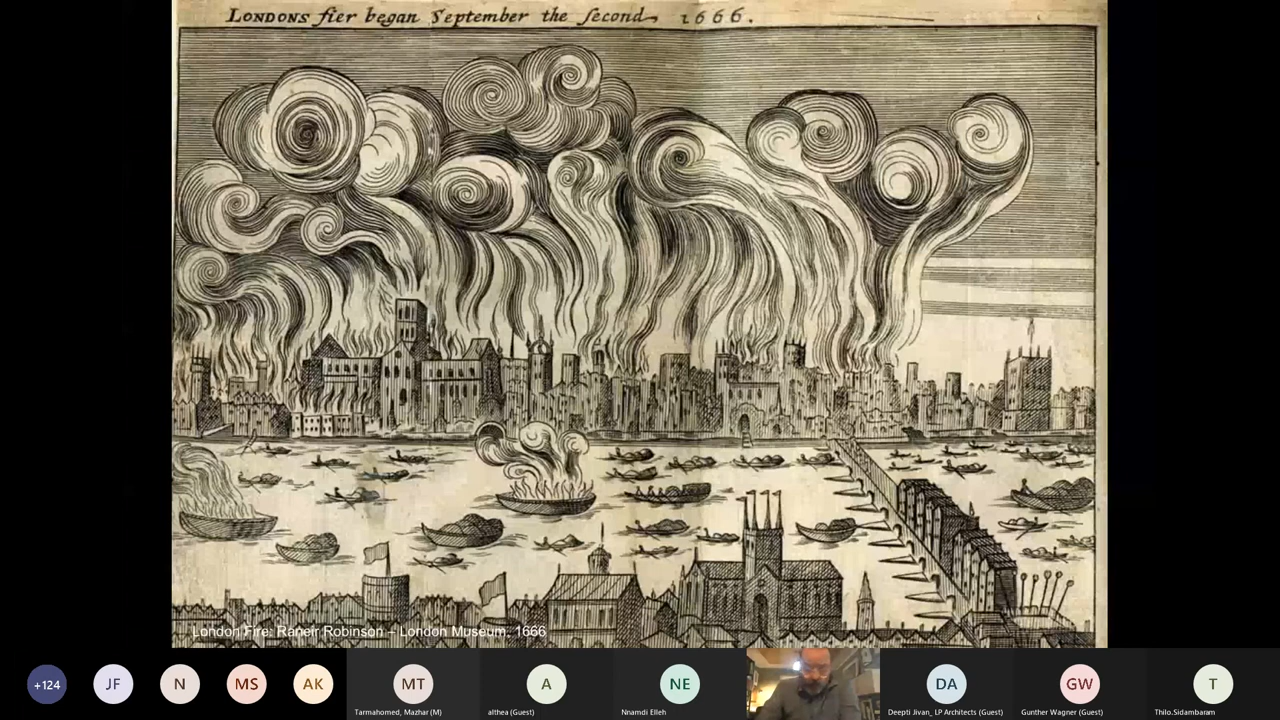 LONDONS fier began September the second, 1666.
London Fire: Raneir Robinson – London Museum, 1666
+124
JF
N
MS
AK
MT
A
NE
DA
GW
T
Tarmahomed, Mazhar (M)
althea (Guest)
Nnamdi Elleh
Deepti Jivan_ LP Architects (Guest)
Gunther Wagner (Guest)
Thilo.Sidambaram